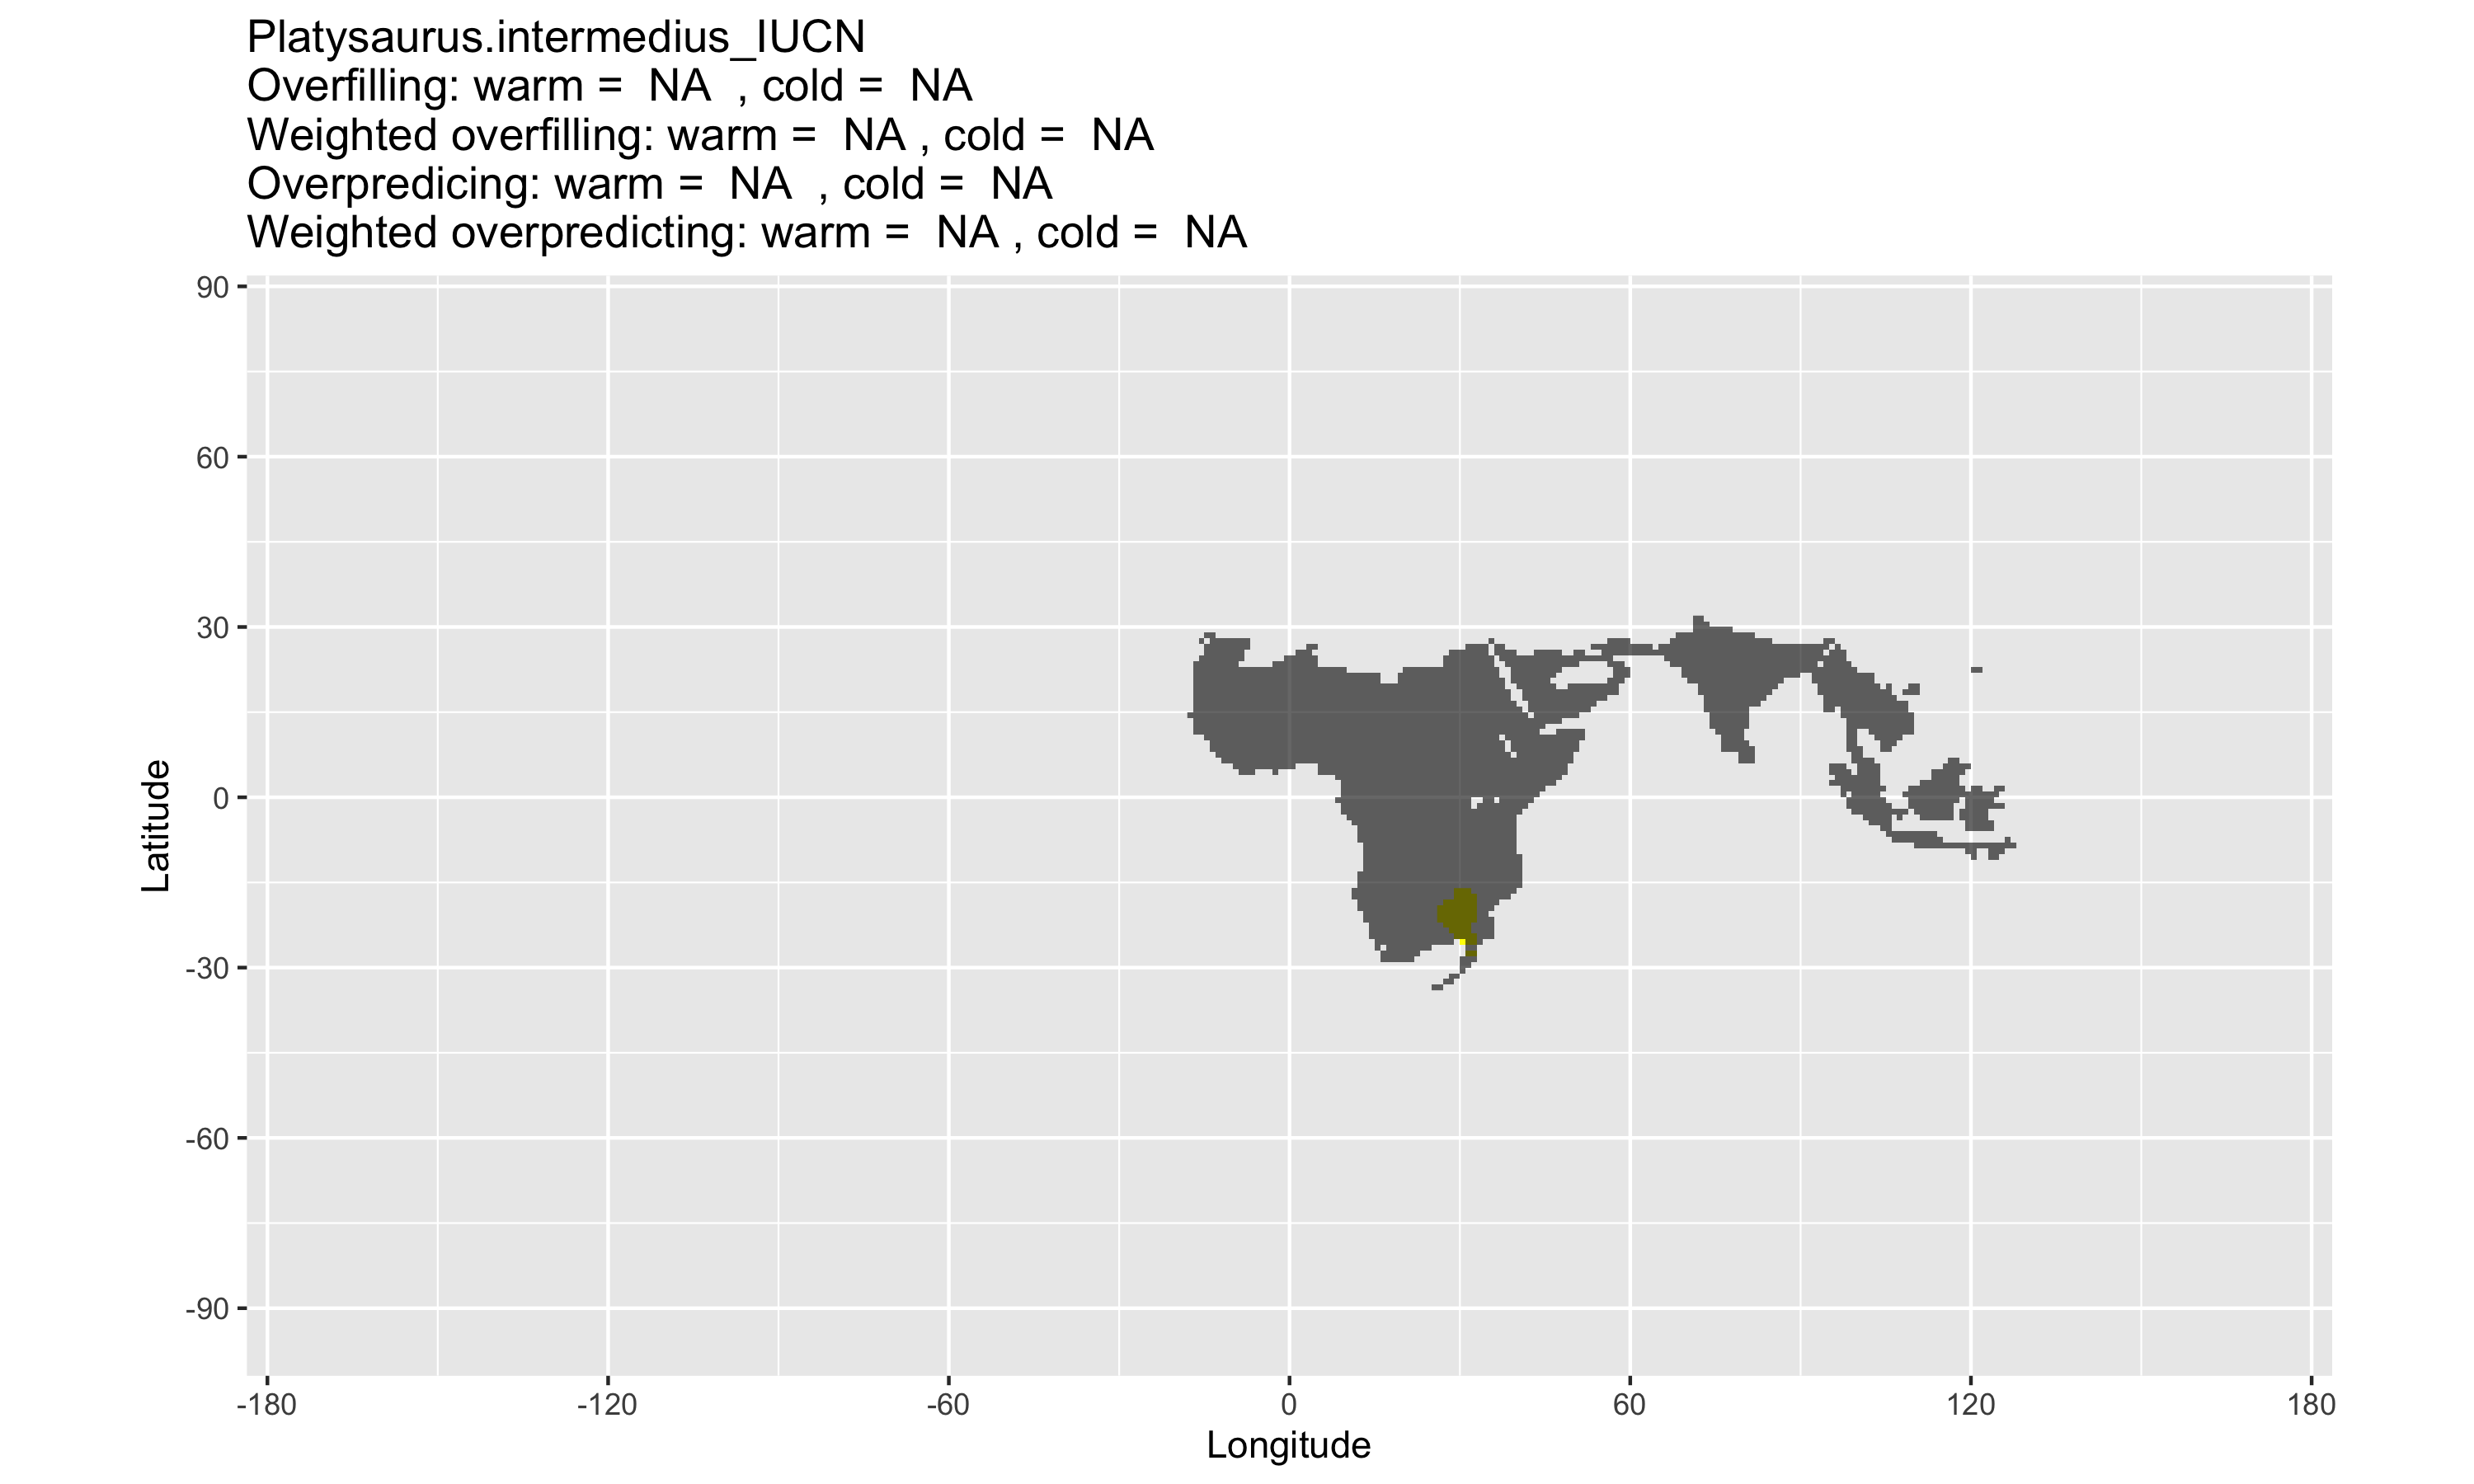 Platysaurus.intermedius_IUCN
Overfilling: warm =  NA  , cold =  NA
Weighted overfilling: warm =  NA , cold =  NA
Overpredicing: warm =  NA  , cold =  NA
Weighted overpredicting: warm =  NA , cold =  NA
90
60
30
0
-30
-60
-90
Latitude
-180
-120
-60
0
60
120
180
Longitude